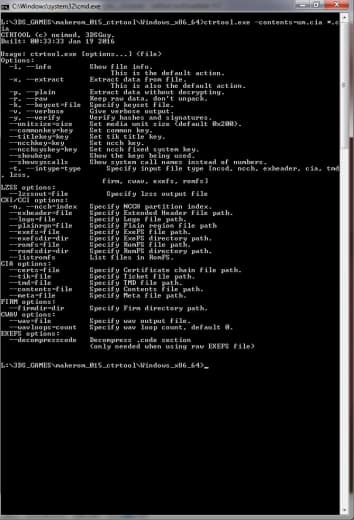 C:\Windows\system32\cmd.exe
L:\3DS_GAMES\makerom_015_ctrtool\Windows_x86_64>ctrtool.exe -contents=um.cia *.c
ia
CTRTOOL (c) neimod, 3DSGuy.
Built: 00:33:33 Jan 19 2016
Usage: ctrtool.exe [options...] <file>
Options:
-i, --info Show file info.
This is the default action.
-x, --extract Extract data from file.
This is also the default action.
-p, --plain Extract data without decrypting.
-r, --raw Keep raw data, don't unpack.
-k, --keyset=file Specify keyset file.
-v, --verbose Give verbose output.
-y, --verify Verify hashes and signatures.
--unitsize=size Set media unit size (default 0x200).
--commonkey=key Set common key.
--titlekey=key Set tik title key.
--ncchkey=key Set ncch key.
--ncchsyskey=key Set ncch fixed system key.
--showkeys Show the keys being used.
--showsyscalls Show system call names instead of numbers.
-t, --intype=type Specify input file type [ncsd, ncch, exheader, cia, tmd
, lzss,
firm, cwav, exefs, romfs]
LZSS options:
--lzssout=file Specify lzss output file
CXI/CCI options:
-n, --ncch=index Specify NCCH partition index.
--exheader=file Specify Extended Header file path.
--logo=file Specify Logo file path.
--plainrgn=file Specify Plain region file path
--exefs=file Specify ExeFS file path.
--exefsdir=dir Specify ExeFS directory path.
--romfs=file Specify RomFS file path.
--romfsdir=dir Specify RomFS directory path.
--listromfs List files in RomFS.
CIA options:
--certs=file Specify Certificate chain file path.
--tik=file Specify Ticket file path.
--tmd=file Specify TMD file path.
--contents=file Specify Contents file path.
--meta=file Specify Meta file path.
FIRM options:
--firmdir=dir Specify Firm directory path.
CWAV options:
--wav=file Specify wav output file.
--wavloops=count Specify wav loop count, default 0.
EXEFS options:
--decompresscode Decompress .code section
(only needed when using raw EXEFS file)
L:\3DS_GAMES\makerom_015_ctrtool\Windows_x86_64>_